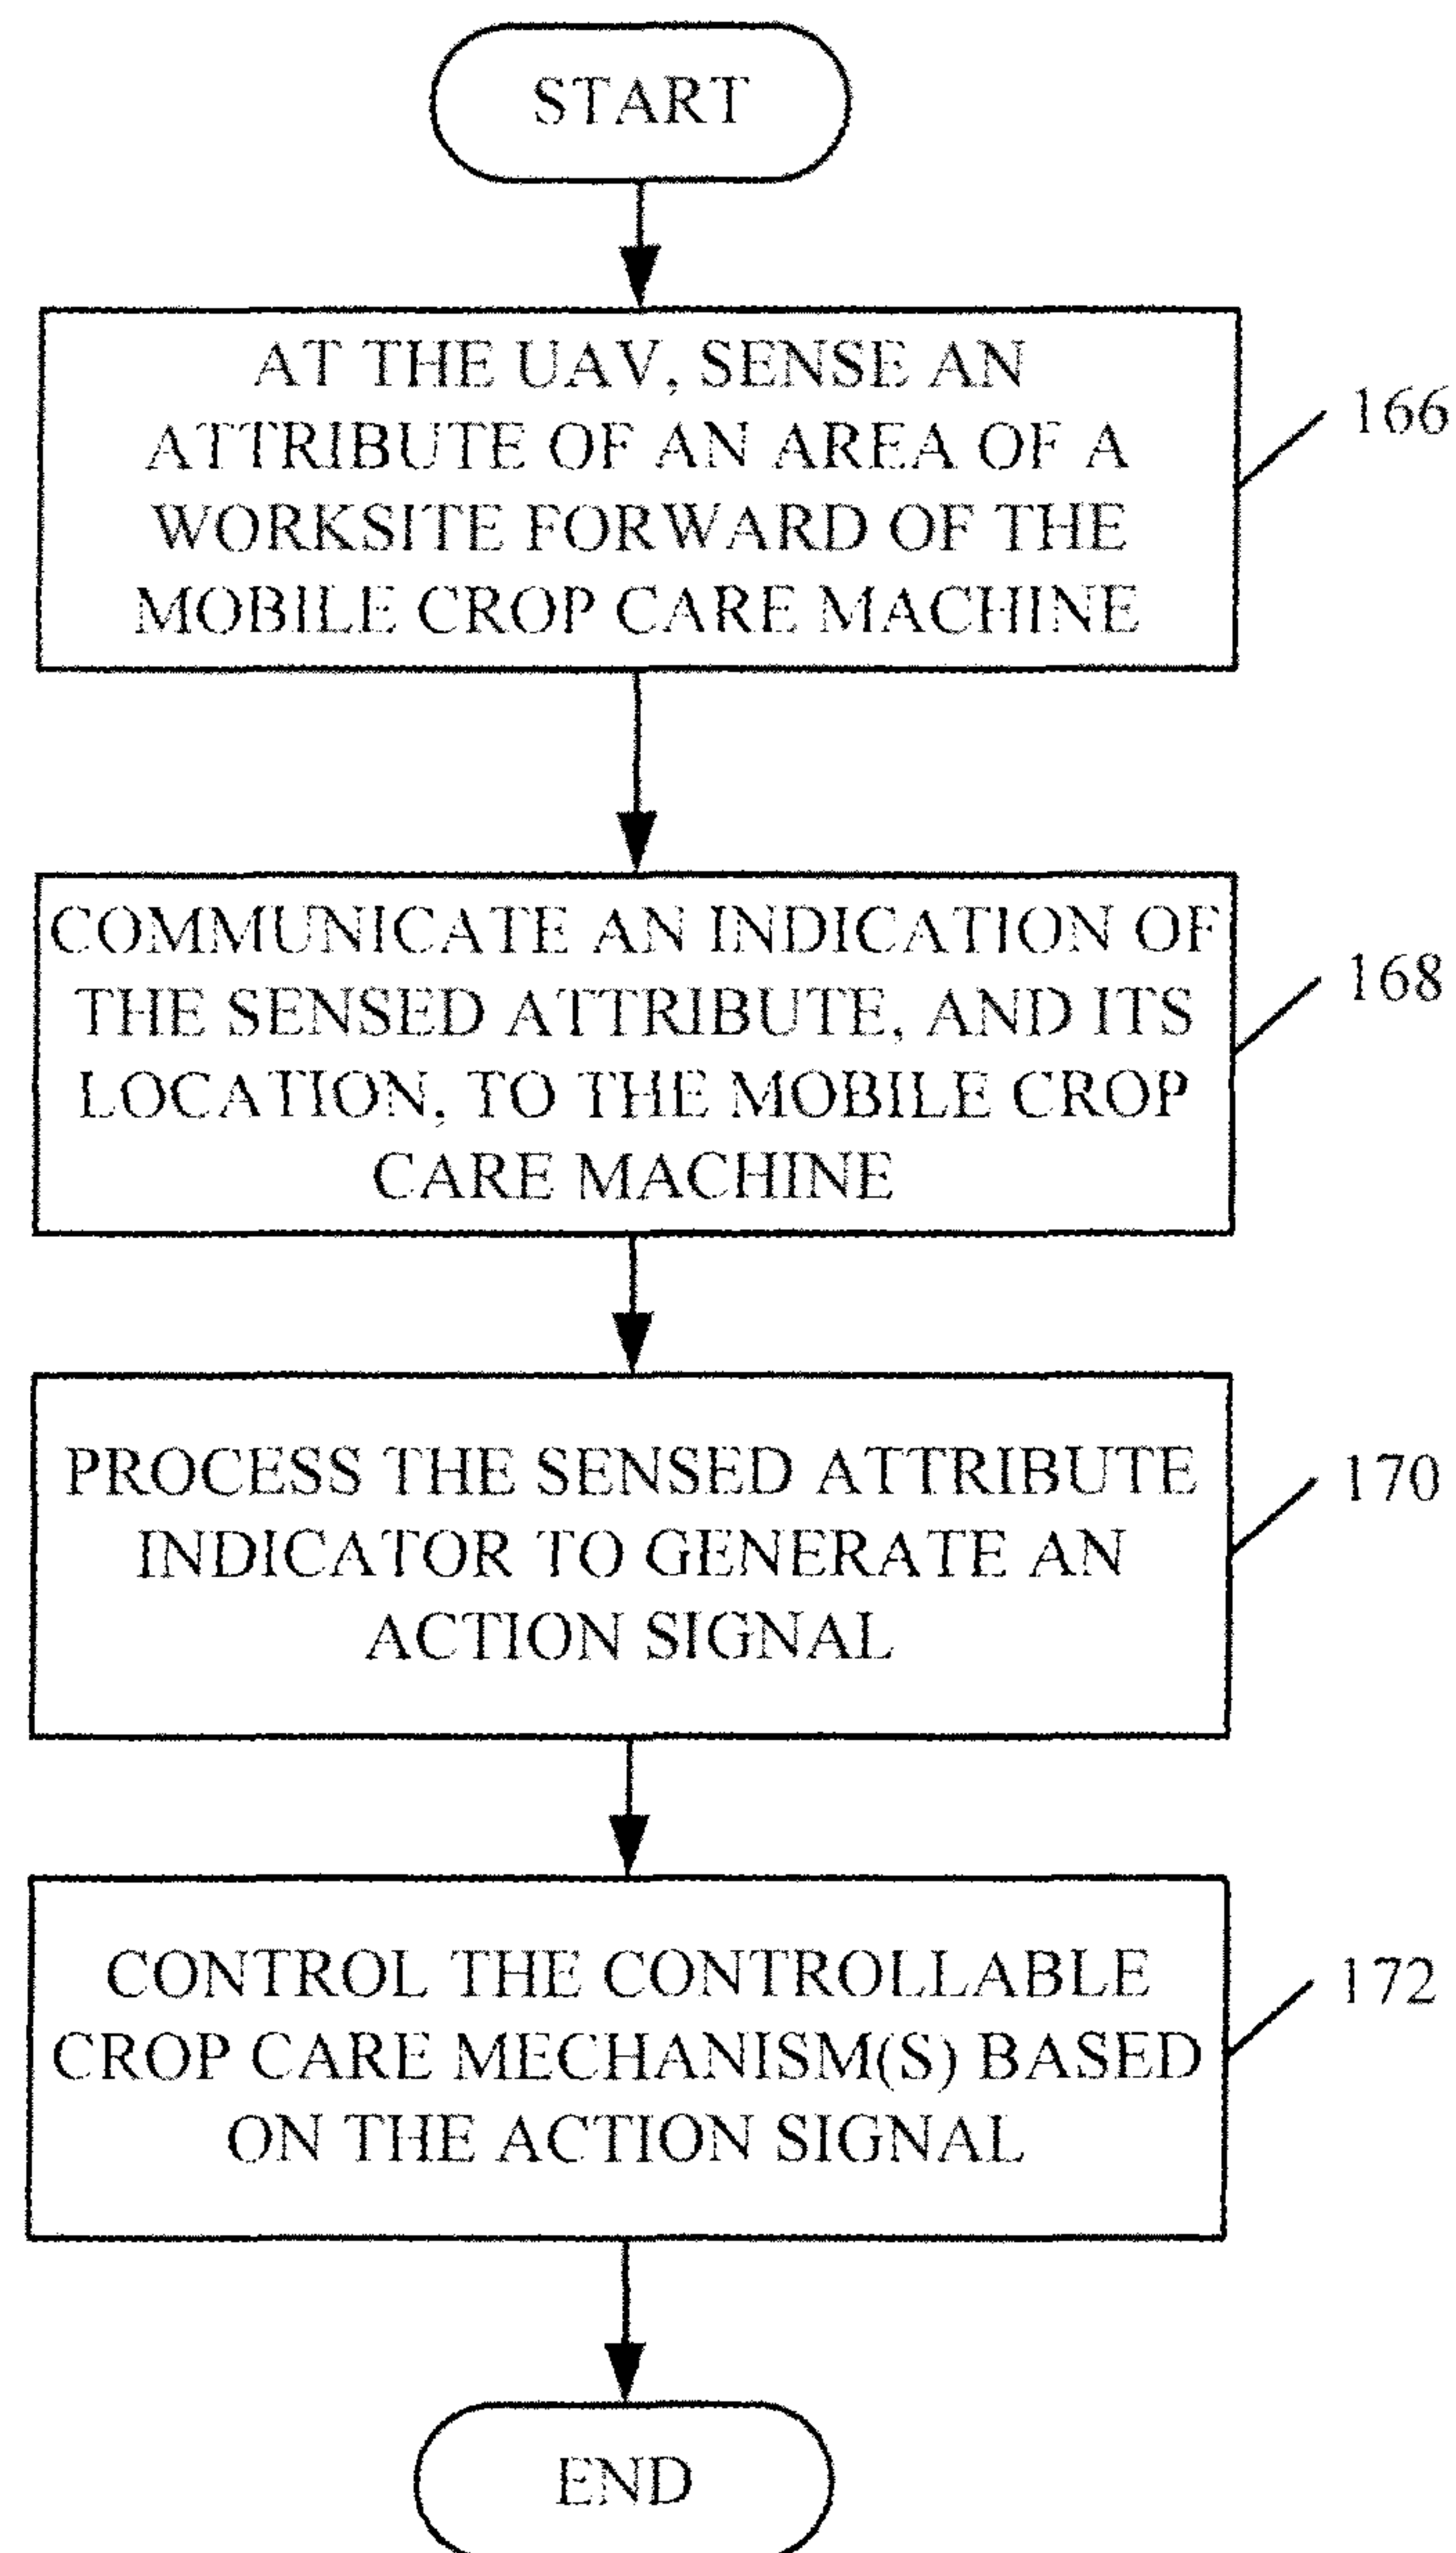 START
AT THE UAV, SENSE AN
ATTRIBUTE OF AN AREA OF A
WORKSITE FORWARD OF THE
MOBILE CROP CARE MACHINE
166
COMMUNICATE AN INDICATION OF
THE SENSED ATTRIBUTE, AND ITS
LOCATION, TO THE MOBILE CROP
CARE MACHINE
168
PROCESS THE SENSED ATTRIBUTE
INDICATOR TO GENERATE AN
ACTION SIGNAL
170
CONTROL THE CONTROLLABLE
CROP CARE MECHANISM(S) BASED
ON THE ACTION SIGNAL
172
END